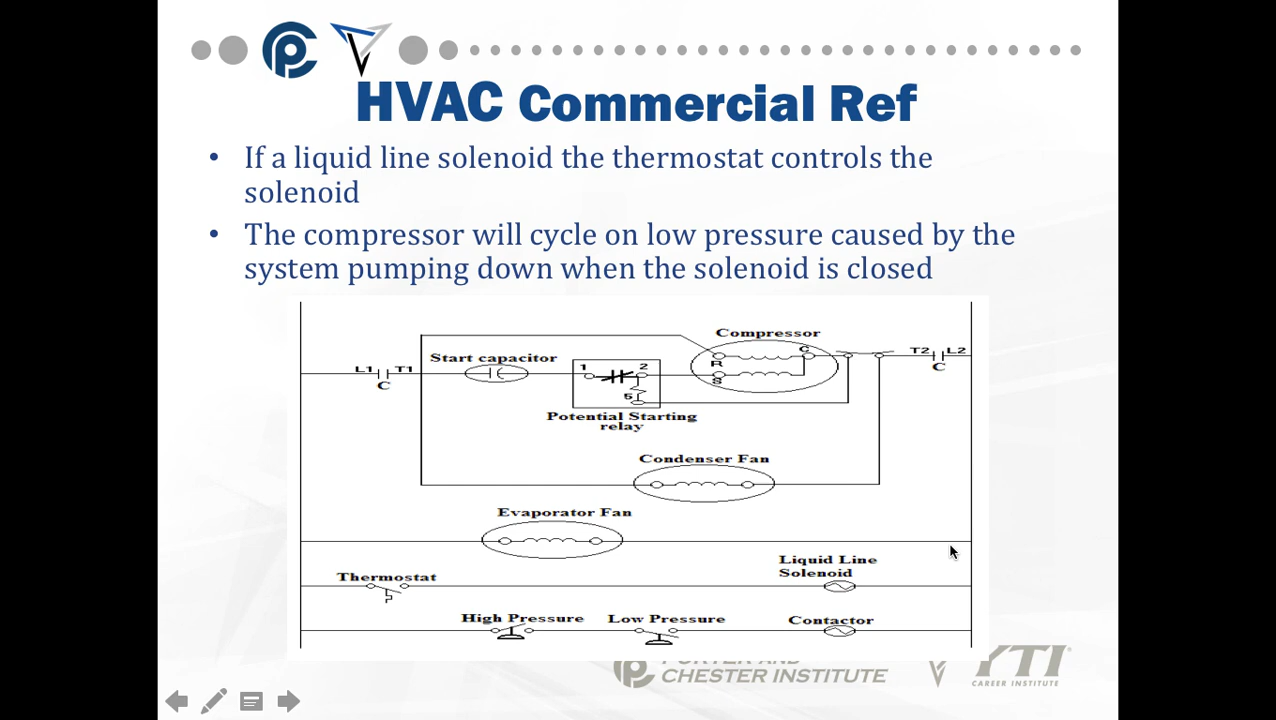 HVAC Commercial Ref
• If a liquid line solenoid the thermostat controls the
solenoid
• The compressor will cycle on low pressure caused by the
system pumping down when the solenoid is closed
Compressor
Start capacitor
L1 T1
C
1 2
5
R
S
C
T2 L2
C
Potential Starting
relay
Condenser Fan
Evaporator Fan
Liquid Line
Solenoid
Thermostat
High Pressure
Low Pressure
Contactor
PORTER AND
CHESTER INSTITUTE
YTI
CAREER INSTITUTE